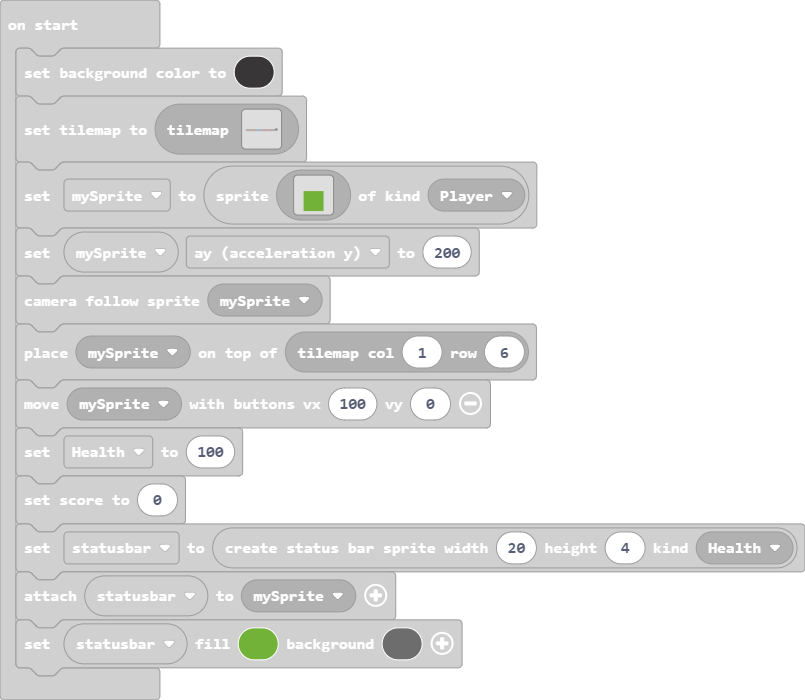 on start
set background color to
set tilemap to tilemap
set mySprite to sprite of kind Player
set mySprite ay (acceleration y) to 200
camera follow sprite mySprite
place mySprite on top of tilemap col 1 row 6
move mySprite with buttons vx 100 vy 0
set Health to 100
set score to 0
set statusbar to create status bar sprite width 20 height 4 kind Health
attach statusbar to mySprite
set statusbar fill background